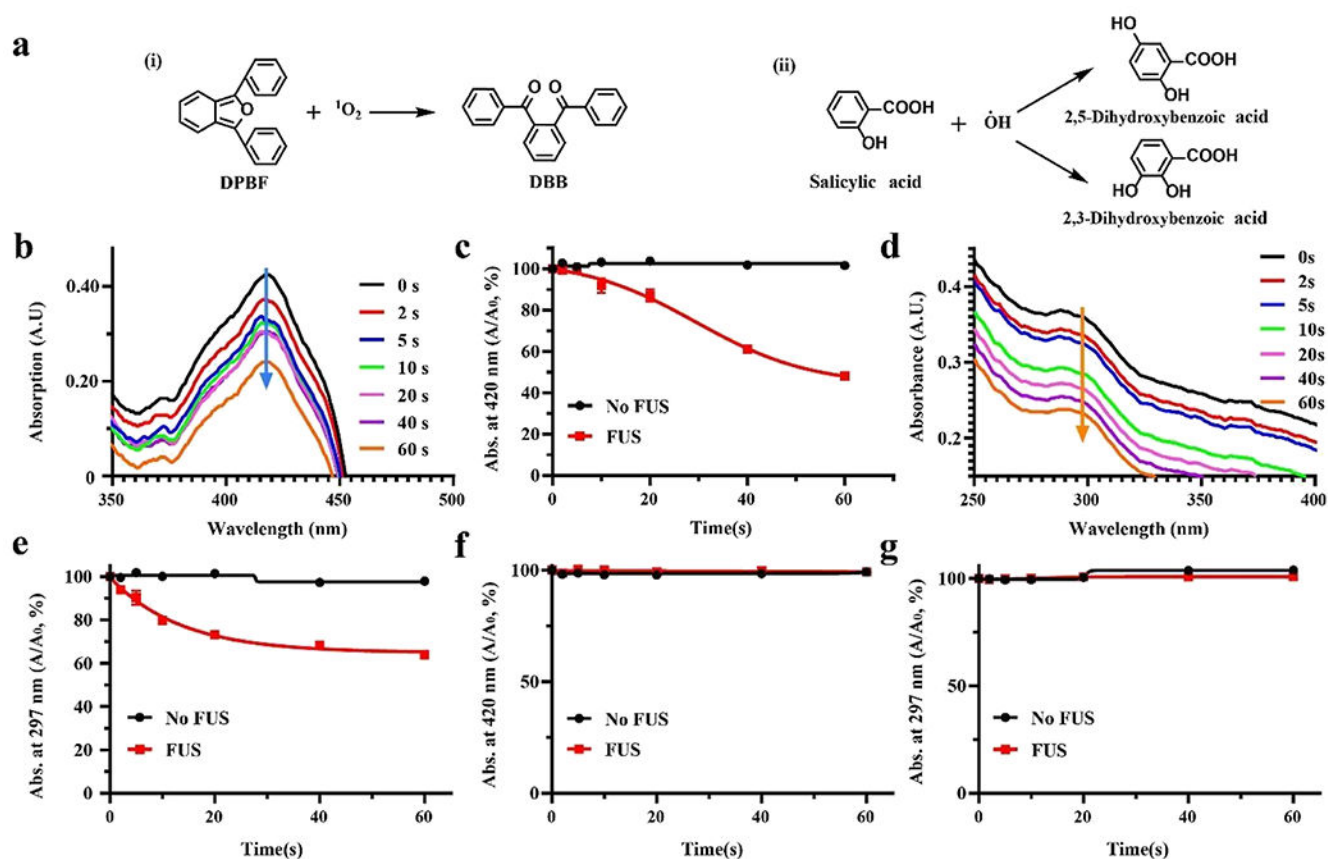 a
(i)
O
+ ¹O₂
O O
DPBF
DBB
(ii)
COOH
OH
Salicylic acid
+ ȮH
HO
COOH
OH
2,5-Dihydroxybenzoic acid
COOH
HO OH
2,3-Dihydroxybenzoic acid
b
Absorption (A.U)
0.40
0.20
0
350 400 450 500
Wavelength (nm)
0 s
2 s
5 s
10 s
20 s
40 s
60 s
c
Abs. at 420 nm (A/A₀, %)
100
80
60
40
20
0
0 20 40 60
Time(s)
No FUS
FUS
d
Absorbance (A.U.)
0.4
0.3
0.2
250 300 350 400
Wavelength (nm)
0s
2s
5s
10s
20s
40s
60s
e
Abs. at 297 nm (A/A₀, %)
100
80
60
40
20
0
0 20 40 60
Time(s)
No FUS
FUS
f
Abs. at 420 nm (A/A₀, %)
100
50
0
0 20 40 60
Time(s)
No FUS
FUS
g
Abs. at 297 nm (A/A₀, %)
100
50
0
0 20 40 60
Time(s)
No FUS
FUS